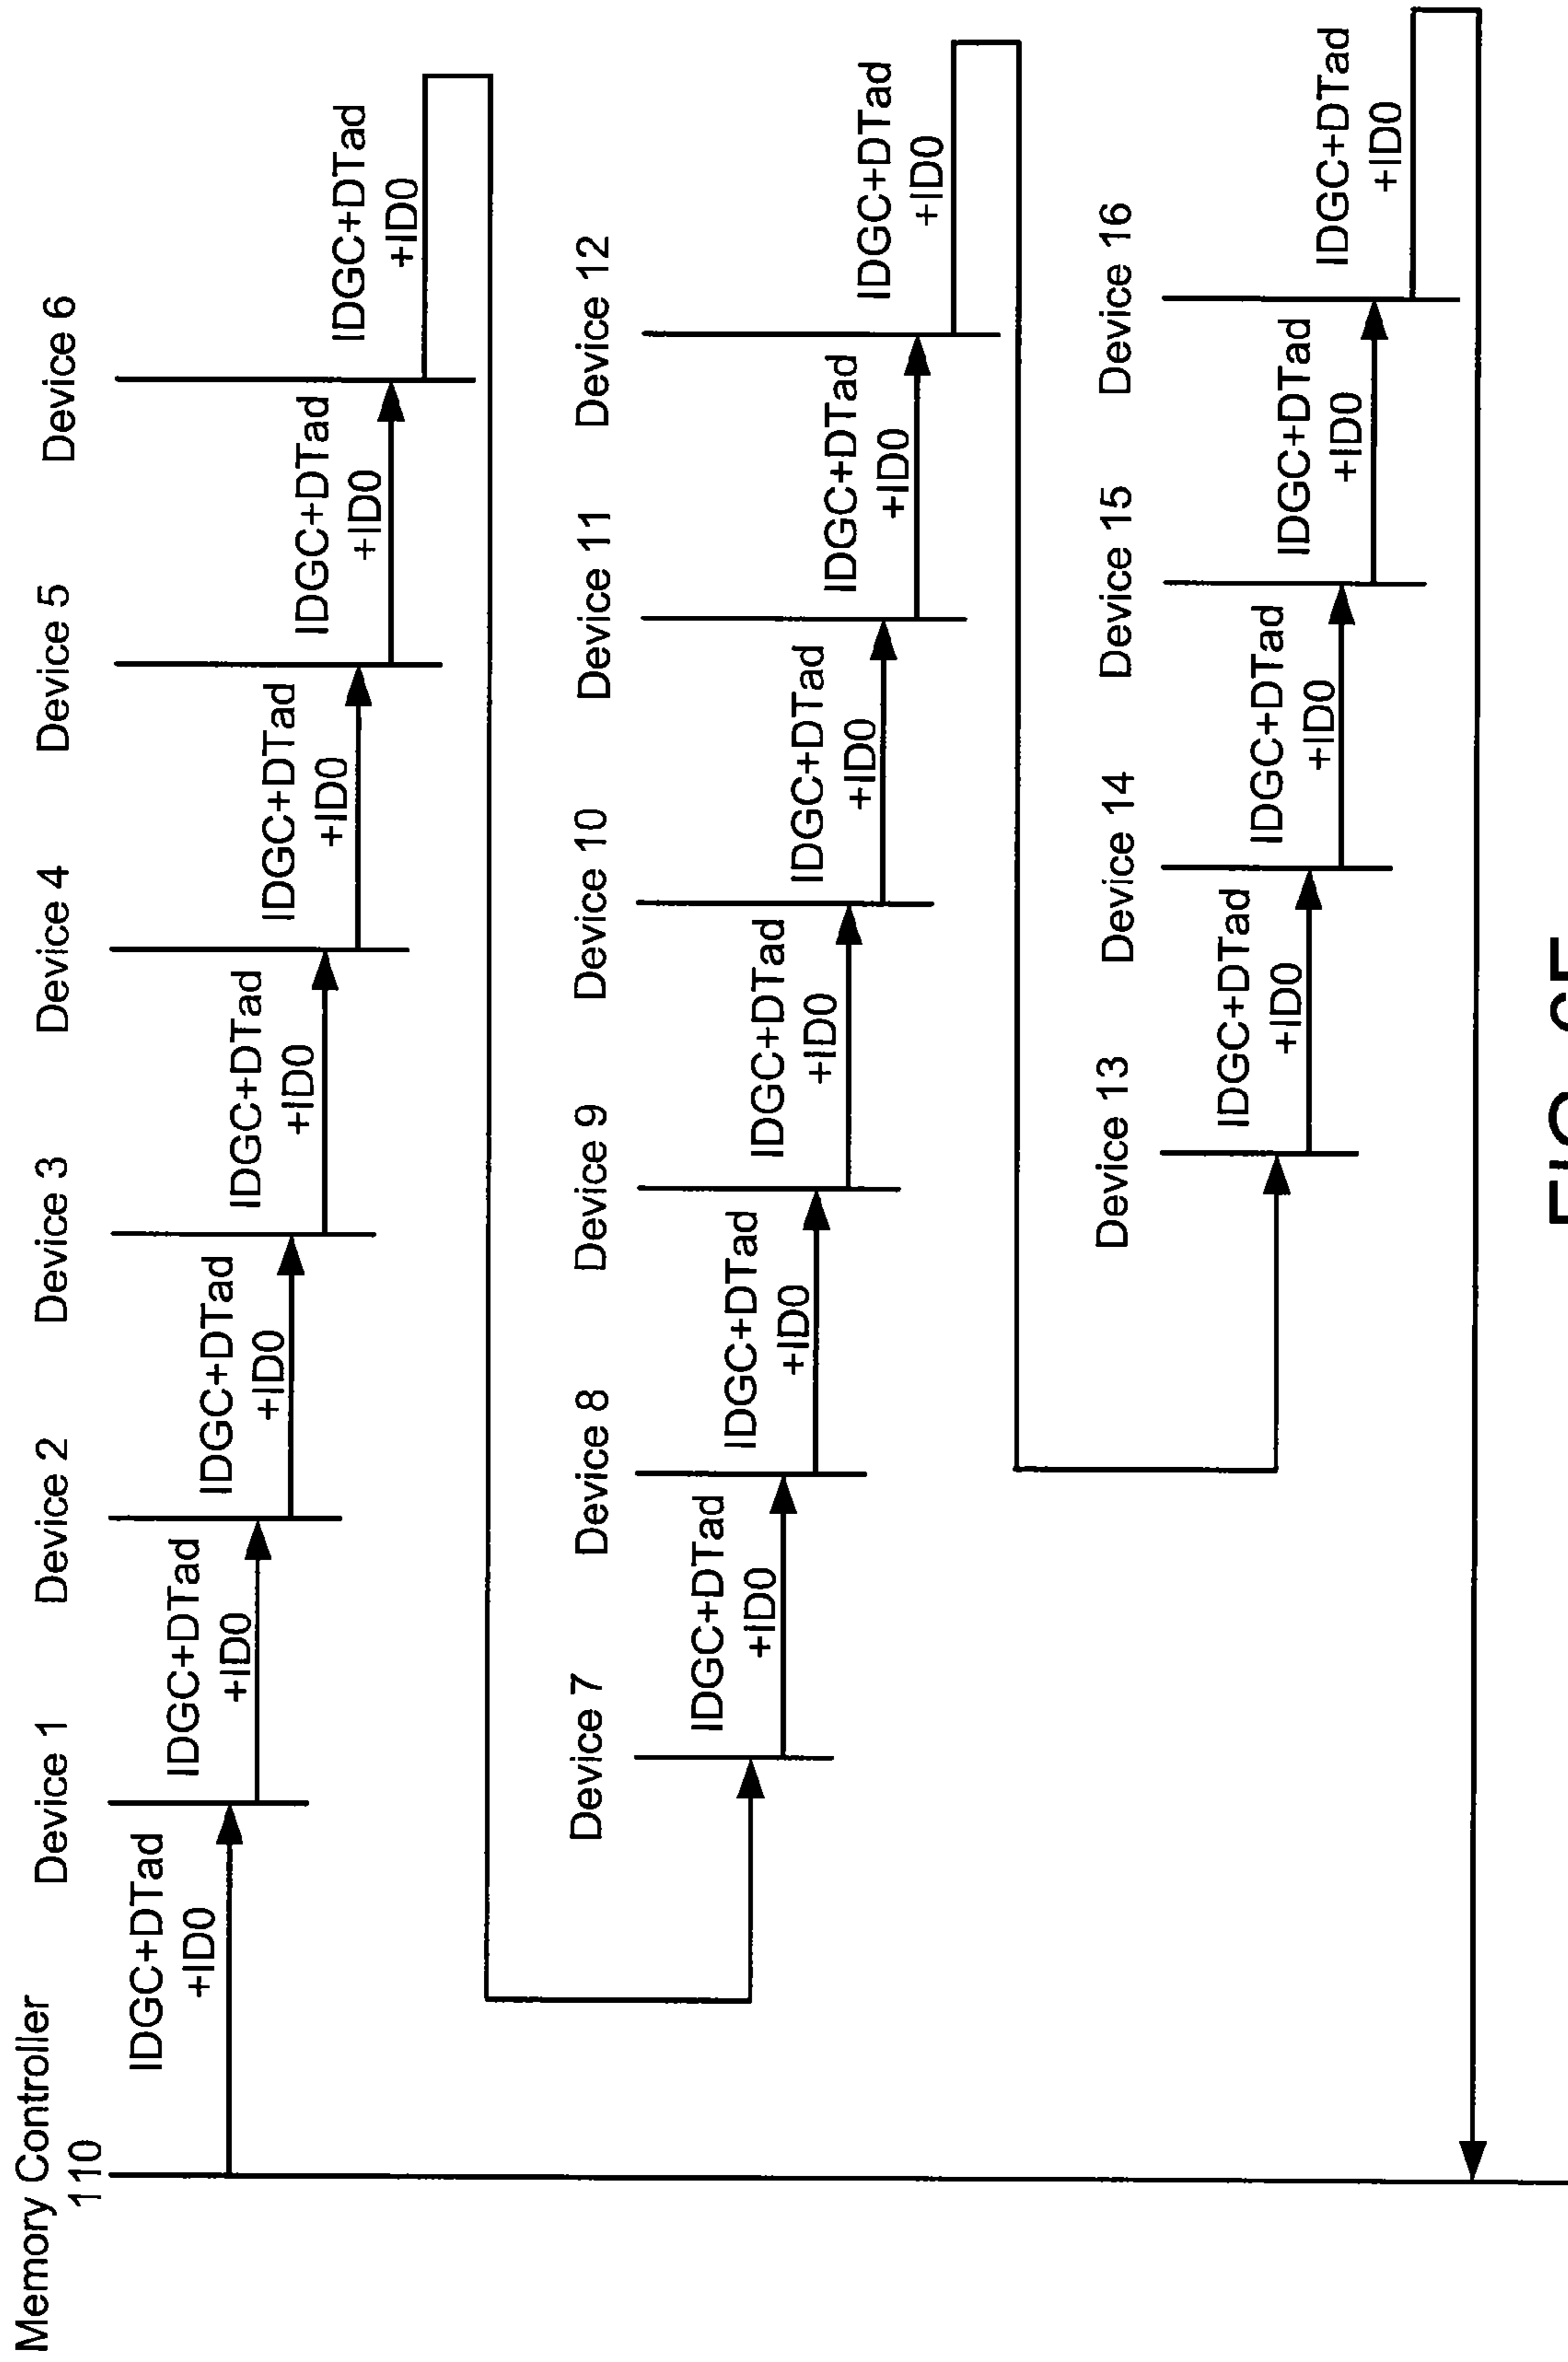 Memory Controller
110
Device 1
Device 2
Device 3
Device 4
Device 5
Device 6
IDGC+DTad
+ID0
IDGC+DTad
+ID0
IDGC+DTad
+ID0
IDGC+DTad
+ID0
IDGC+DTad
+ID0
IDGC+DTad
+ID0
IDGC+DTad
+ID0
Device 7
Device 8
Device 9
Device 10
Device 11
Device 12
IDGC+DTad
+ID0
IDGC+DTad
+ID0
IDGC+DTad
+ID0
IDGC+DTad
+ID0
IDGC+DTad
+ID0
IDGC+DTad
+ID0
Device 13
Device 14
Device 15
Device 16
IDGC+DTad
+ID0
IDGC+DTad
+ID0
IDGC+DTad
+ID0
IDGC+DTad
+ID0